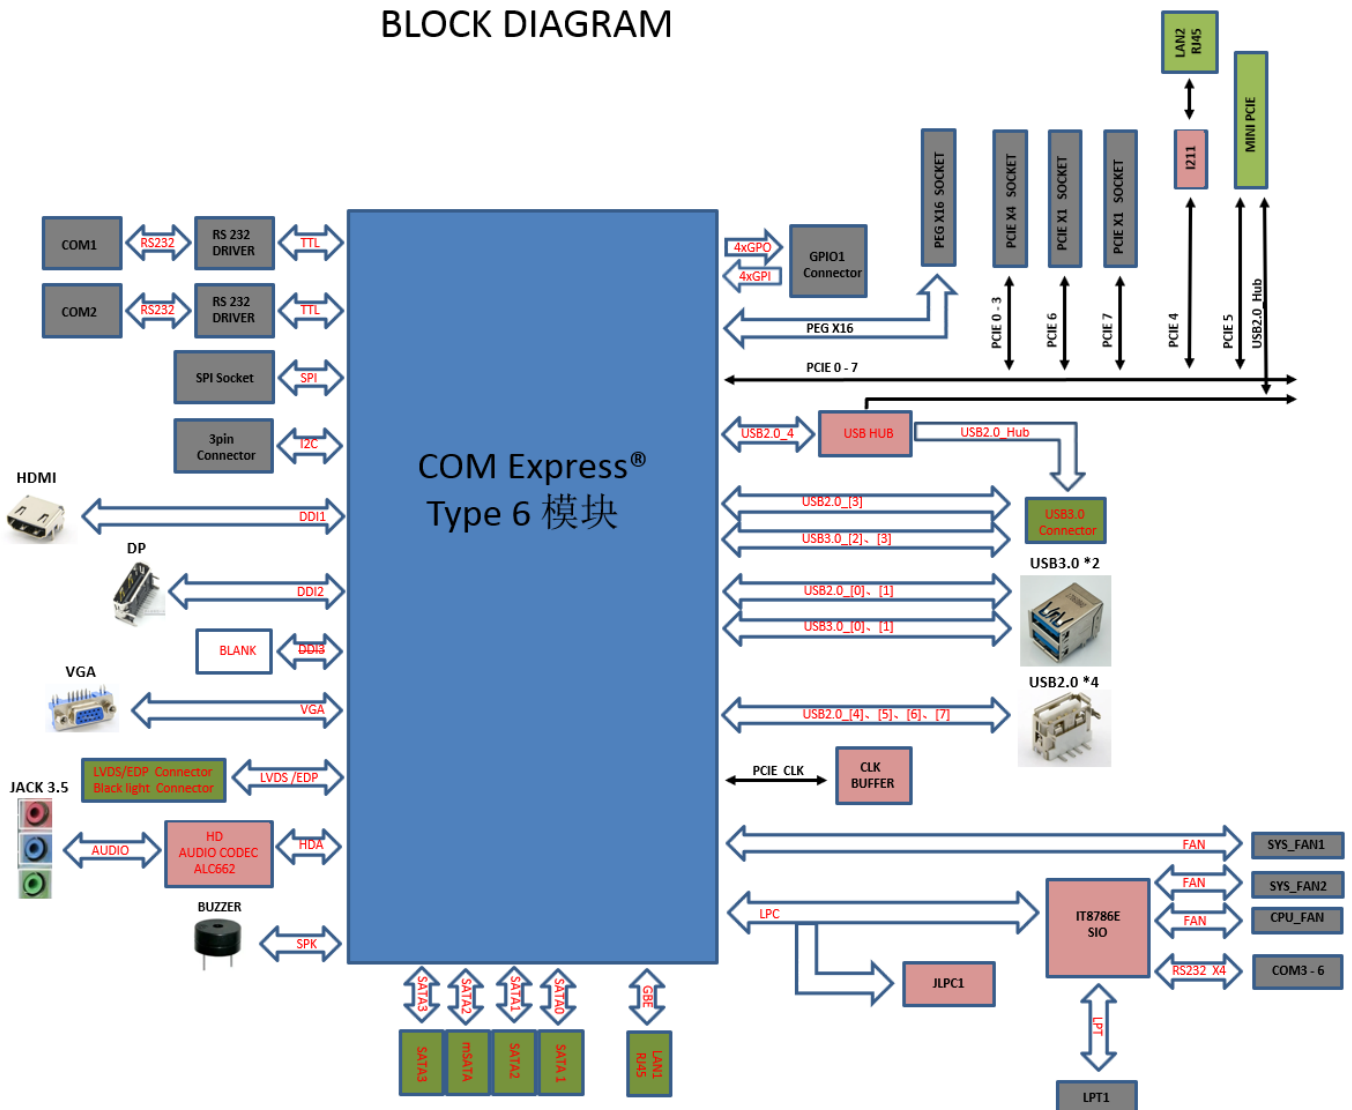 BLOCK DIAGRAM
LAN2
RJ45
MINI PCIE
I211
PEG X16 SOCKET
PCIE X4 SOCKET
PCIE X1 SOCKET
PCIE X1 SOCKET
COM1
RS232
RS 232
DRIVER
TTL
COM2
RS232
RS 232
DRIVER
TTL
SPI Socket
SPI
3pin
Connector
I2C
HDMI
DDI1
DP
DDI2
BLANK
DDI3
VGA
VGA
LVDS/EDP Connector
Black light Connector
LVDS /EDP
JACK 3.5
AUDIO
HD
AUDIO CODEC
ALC662
HDA
BUZZER
SPK
COM Express®
Type 6 模块
4xGPO
4xGPI
GPIO1
Connector
PEG X16
PCIE 0 - 3
PCIE 6
PCIE 7
PCIE 4
PCIE 5
USB2.0_Hub
PCIE 0 - 7
USB2.0_4
USB HUB
USB2.0_Hub
USB2.0_[3]
USB3.0_[2]、[3]
USB3.0
Connector
USB3.0 *2
USB2.0_[0]、[1]
USB3.0_[0]、[1]
USB2.0 *4
USB2.0_[4]、[5]、[6]、[7]
PCIE CLK
CLK
BUFFER
FAN
SYS_FAN1
FAN
SYS_FAN2
FAN
CPU_FAN
LPC
IT8786E
SIO
RS232 X4
COM3 - 6
JLPC1
LPT
LPT1
SATA3
SATA2
SATA1
SATA0
GBE
SATA3
mSATA
SATA2
SATA 1
LAN1
RJ45